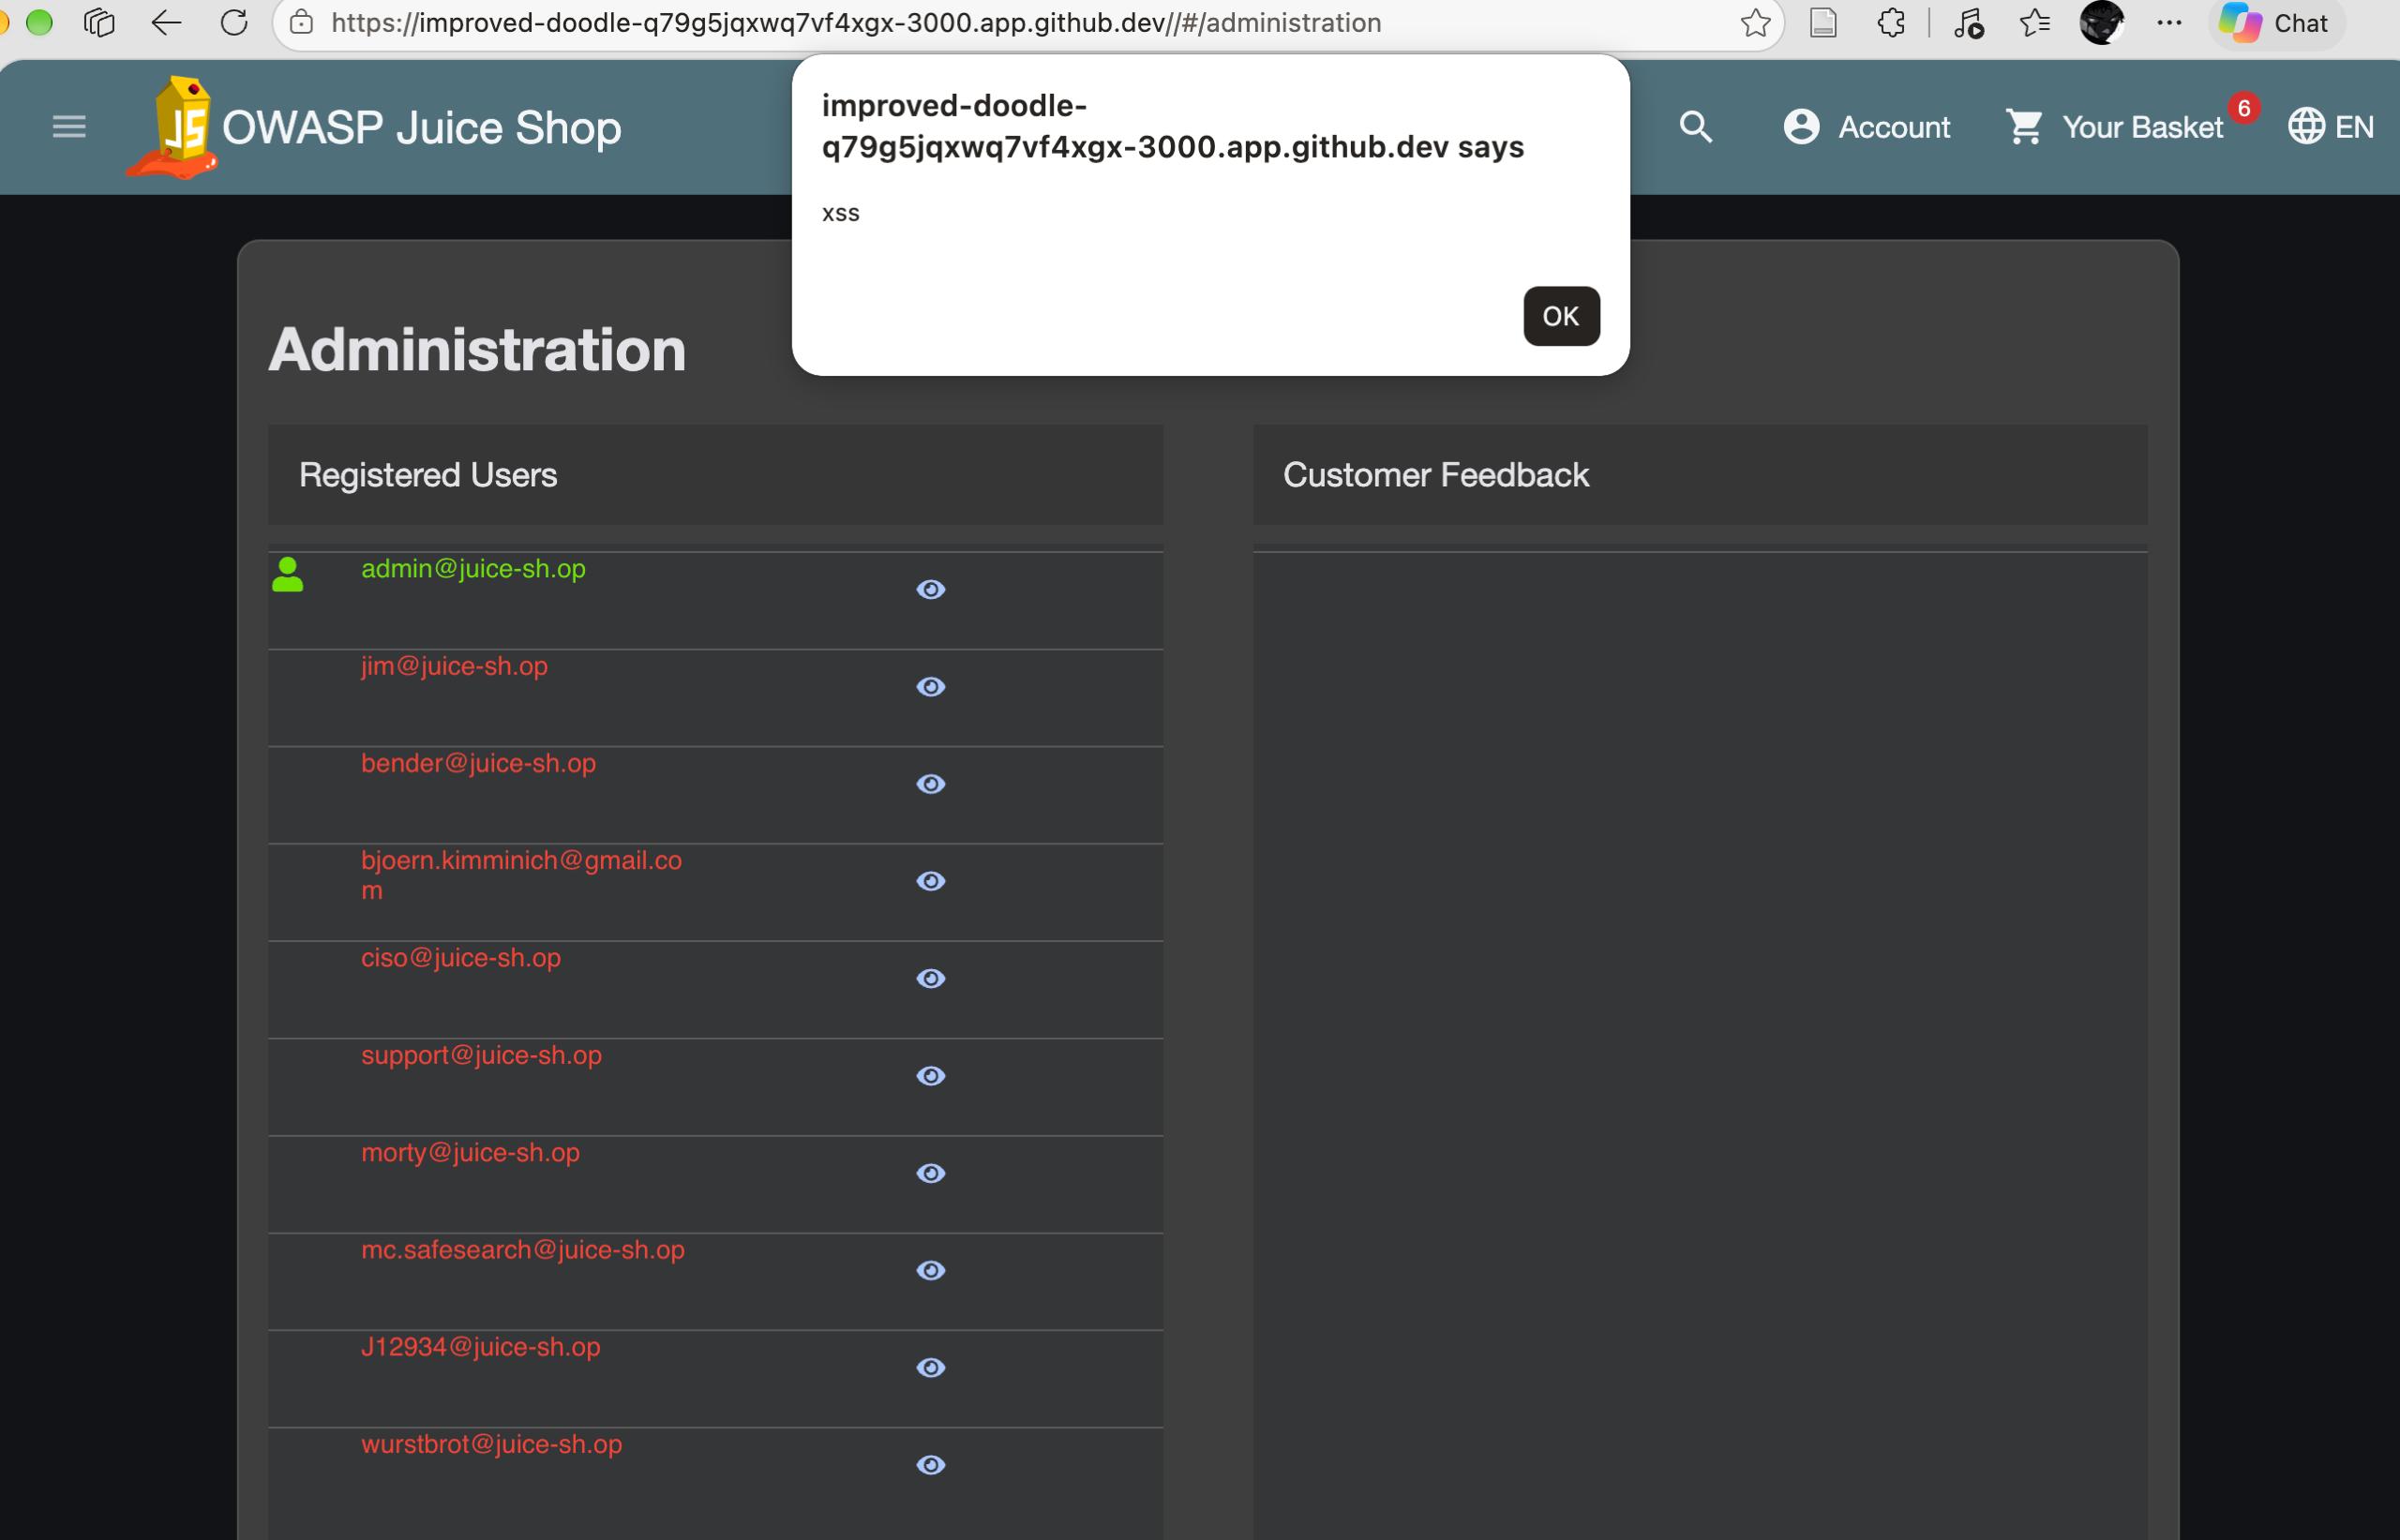 https://improved-doodle-q79g5jqxwq7vf4xgx-3000.app.github.dev//#/administration
Chat
JS
OWASP Juice Shop
improved-doodle-
q79g5jqxwq7vf4xgx-3000.app.github.dev says
xss
OK
Account
Your Basket
6
EN
Administration
Registered Users
Customer Feedback
admin@juice-sh.op
jim@juice-sh.op
bender@juice-sh.op
bjoern.kimminich@gmail.co
m
ciso@juice-sh.op
support@juice-sh.op
morty@juice-sh.op
mc.safesearch@juice-sh.op
J12934@juice-sh.op
wurstbrot@juice-sh.op